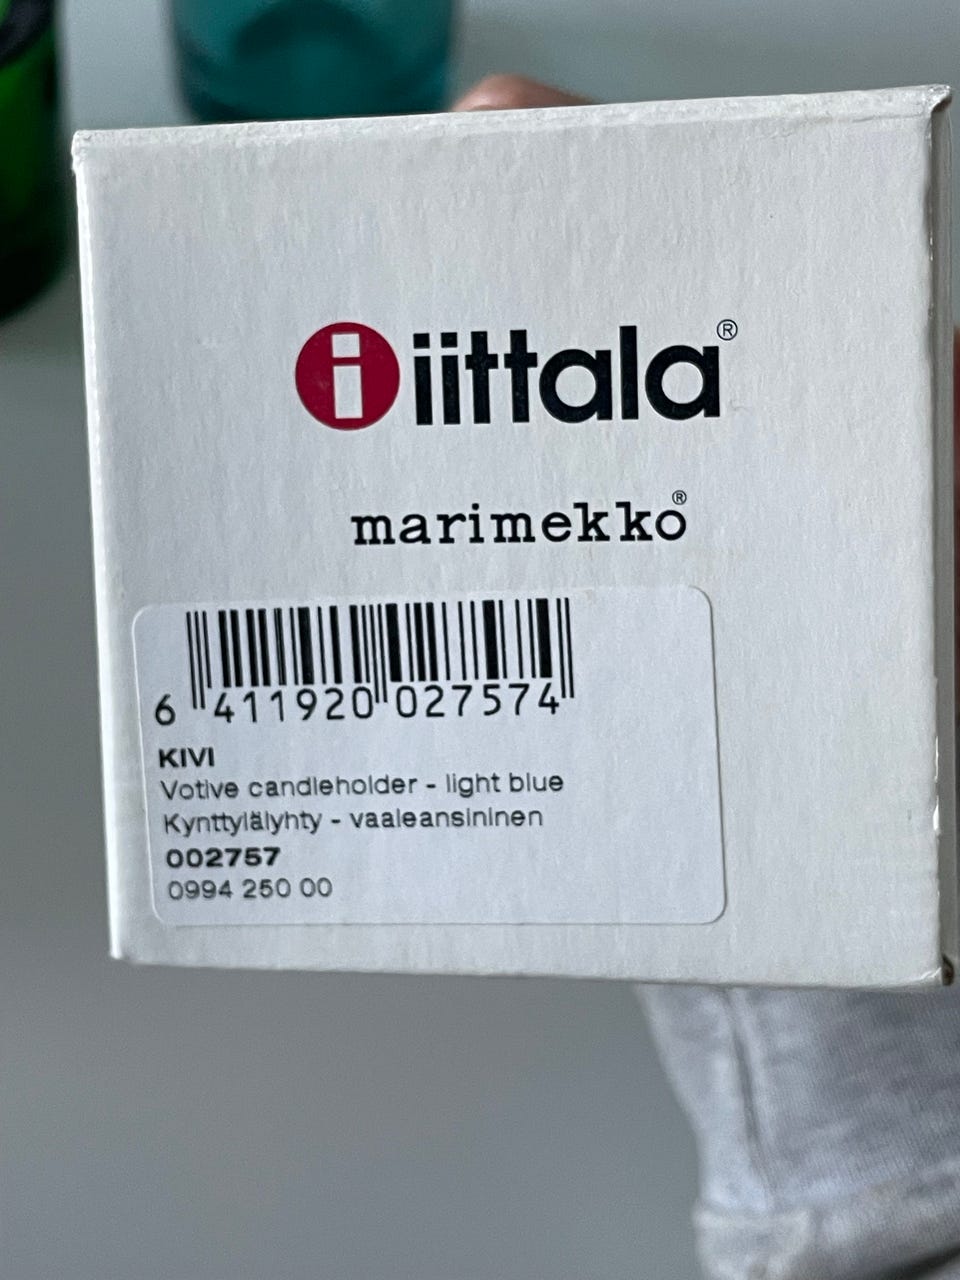 i iittala®
marimekko®
6 411920 027574
KIVI
Votive candleholder - light blue
Kynttylälyhty - vaaleansininen
002757
0994 250 00